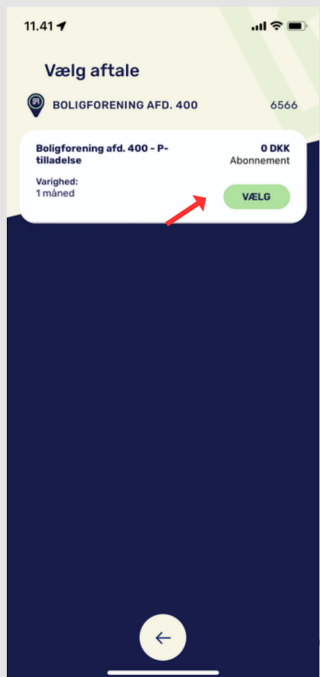 11.41
Vælg aftale
BOLIGFORENING AFD. 400 6566
Boligforening afd. 400 - P-
tilladelse
0 DKK
Abonnement
Varighed:
1 måned
VÆLG